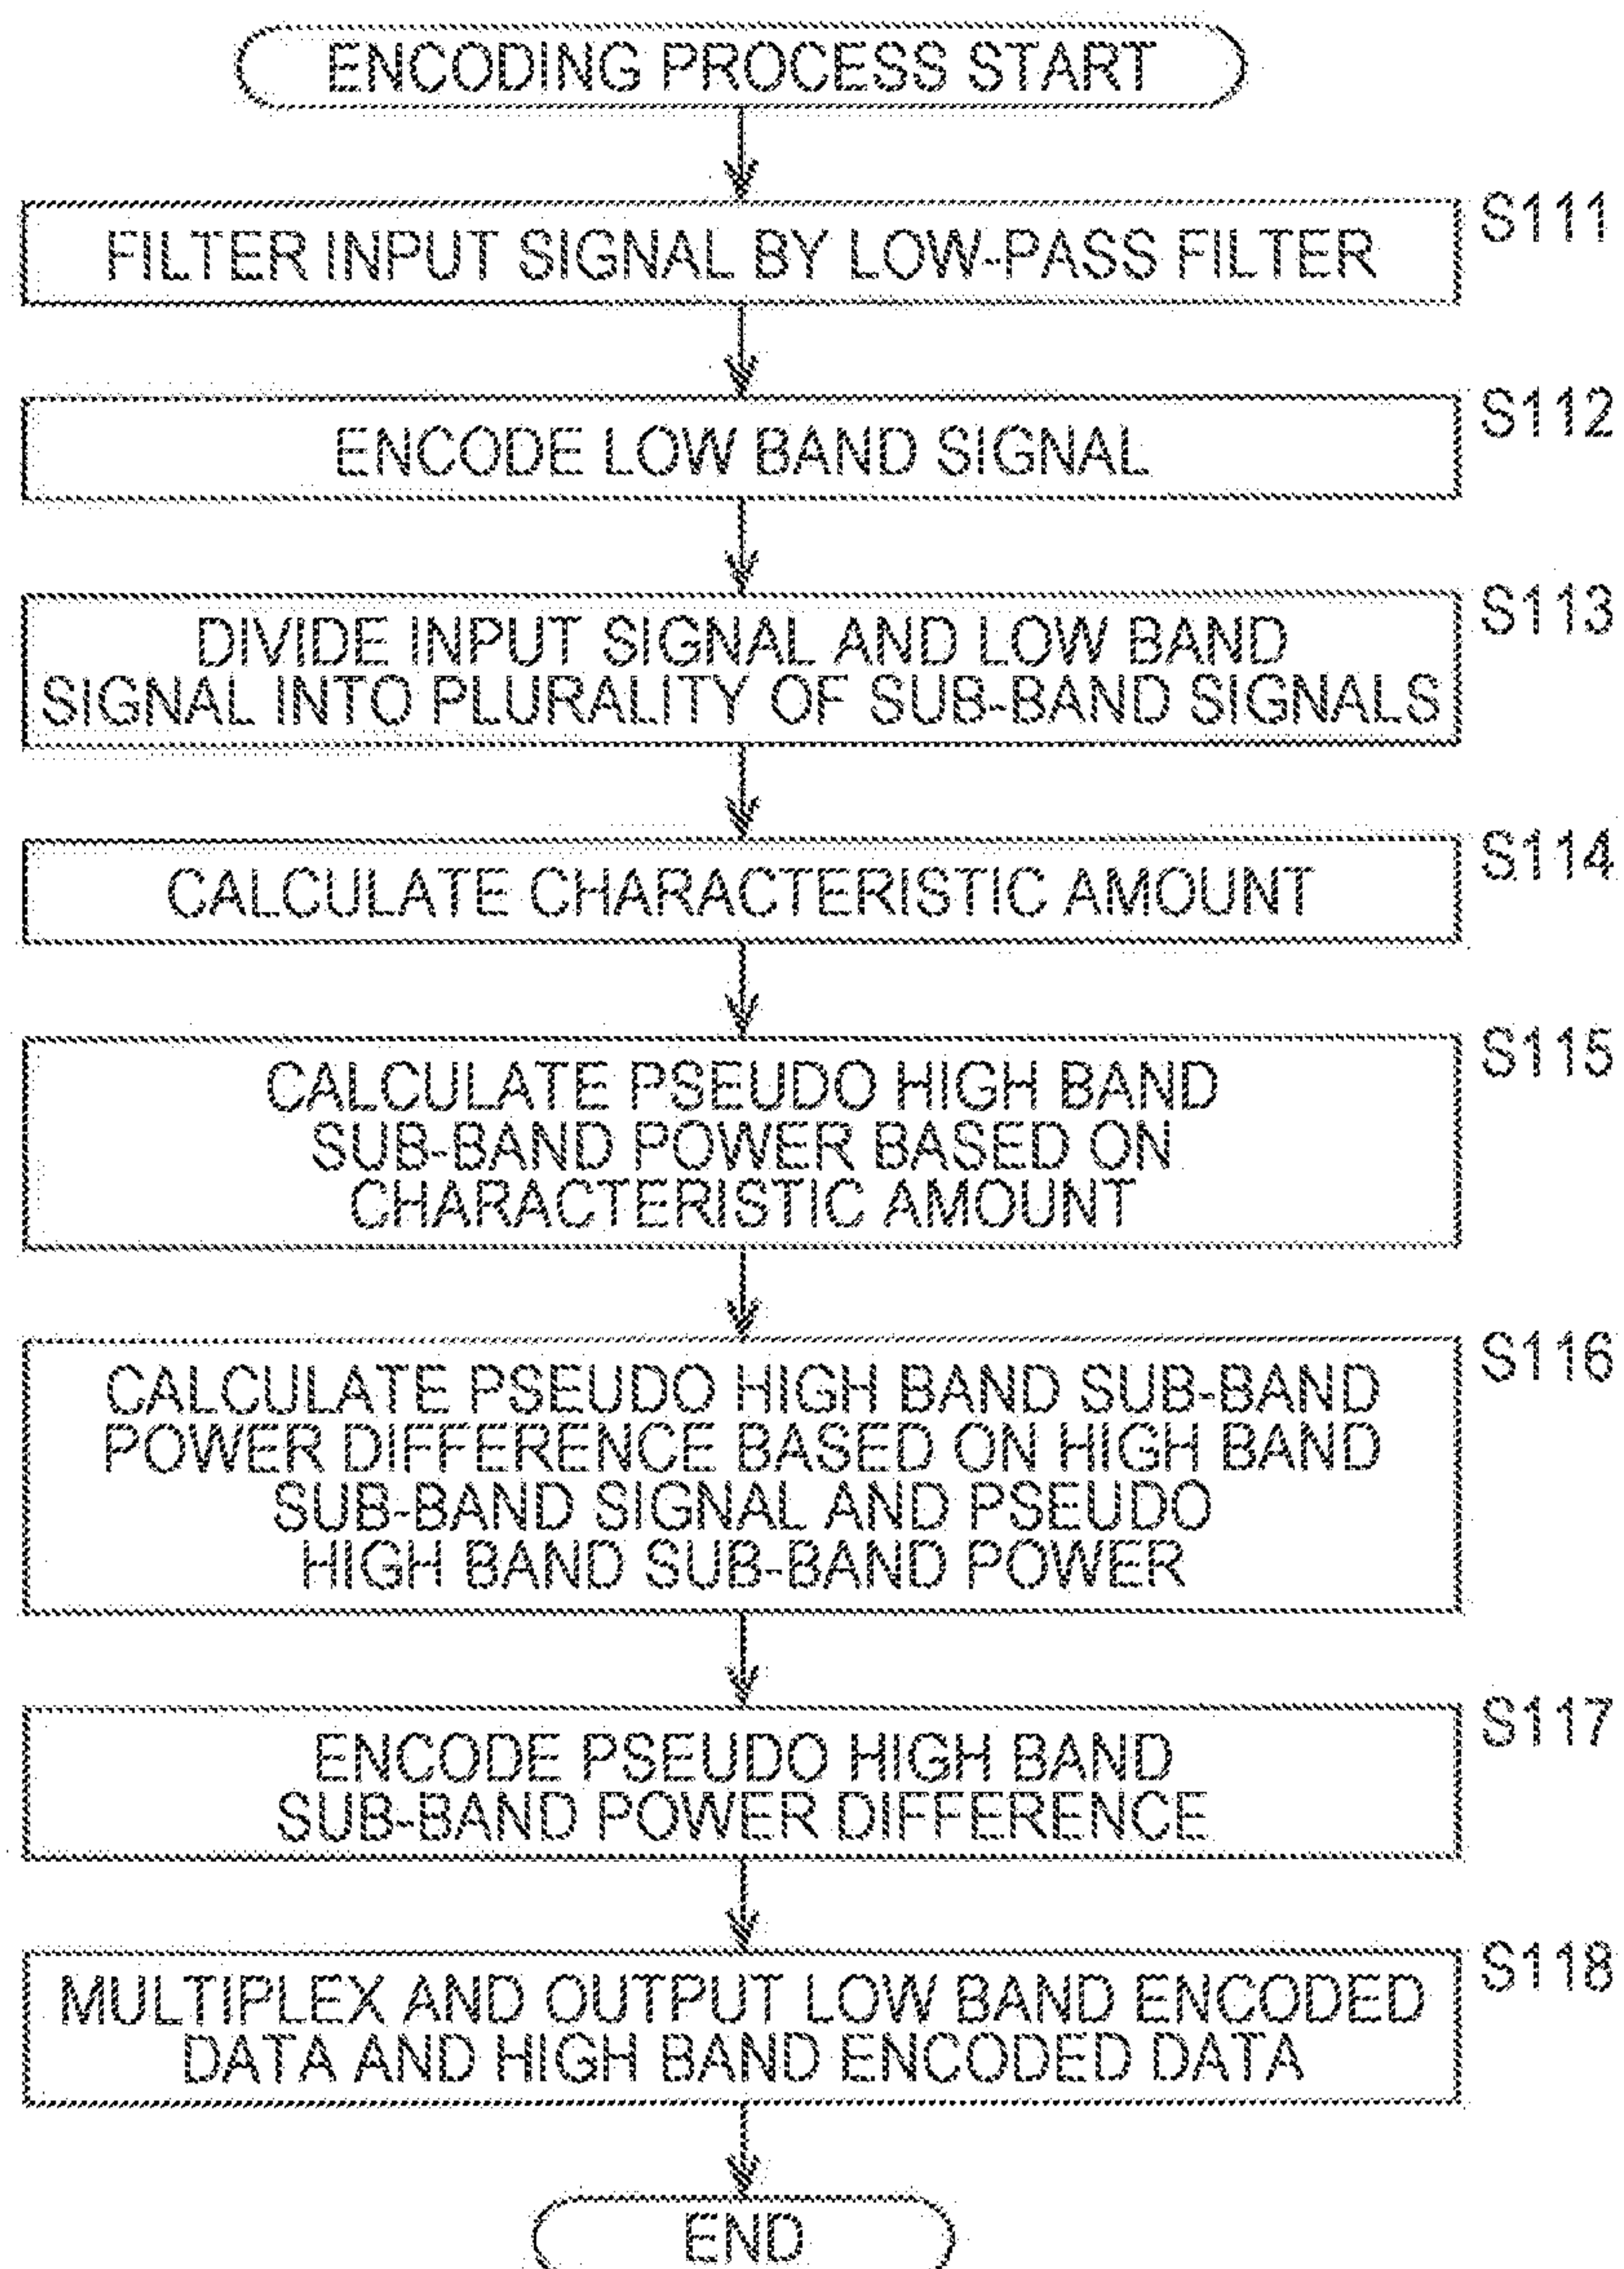 ENCODING PROCESS START
S111
FILTER INPUT SIGNAL BY LOW-PASS FILTER
S112
ENCODE LOW BAND SIGNAL
S113
DIVIDE INPUT SIGNAL AND LOW BAND
SIGNAL INTO PLURALITY OF SUB-BAND SIGNALS
S114
CALCULATE CHARACTERISTIC AMOUNT
S115
CALCULATE PSEUDO HIGH BAND
SUB-BAND POWER BASED ON
CHARACTERISTIC AMOUNT
S116
CALCULATE PSEUDO HIGH BAND SUB-BAND
POWER DIFFERENCE BASED ON HIGH BAND
SUB-BAND SIGNAL AND PSEUDO
HIGH BAND SUB-BAND POWER
S117
ENCODE PSEUDO HIGH BAND
SUB-BAND POWER DIFFERENCE
S118
MULTIPLEX AND OUTPUT LOW BAND ENCODED
DATA AND HIGH BAND ENCODED DATA
END